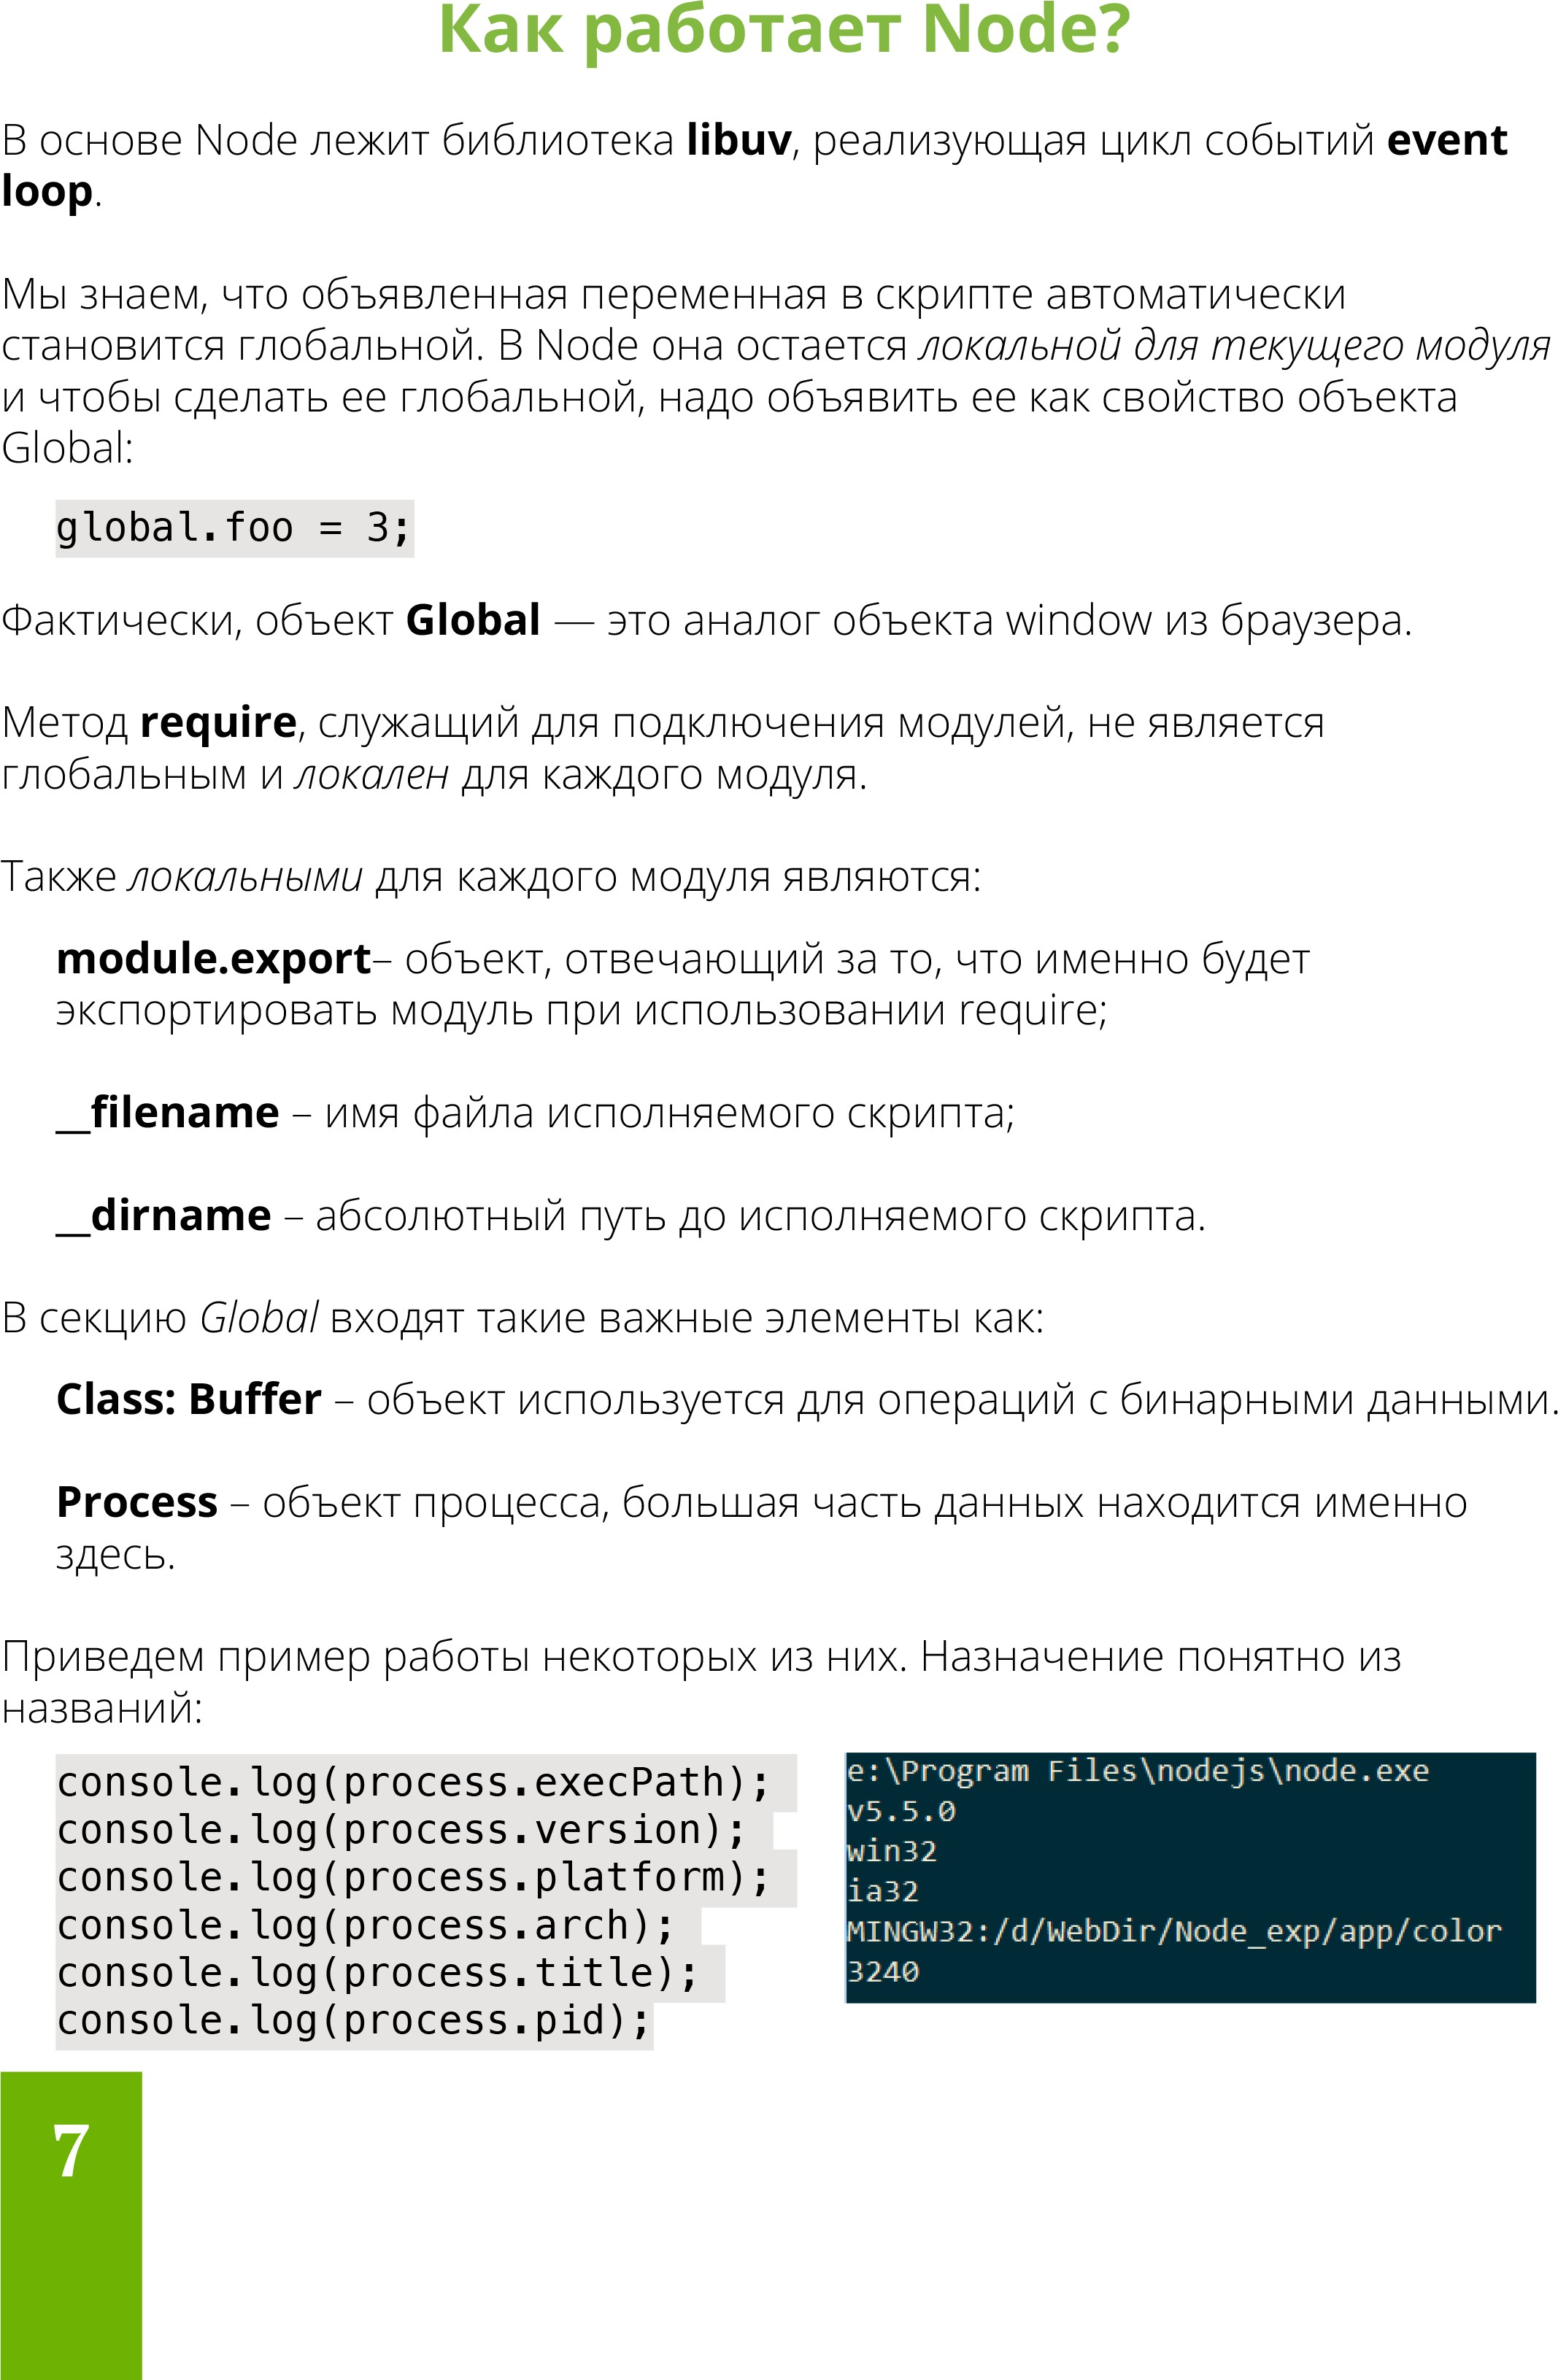 Как работает Node?
В основе Node лежит библиотека libuv, реализующая цикл событий event
loop.
Мы знаем, что объявленная переменная в скрипте автоматически
становится глобальной. В Node она остается локальной для текущего модуля
и чтобы сделать ее глобальной, надо объявить ее как свойство объекта
Global:
global.foo = 3;
Фактически, объект Global — это аналог объекта window из браузера.
Метод require, служащий для подключения модулей, не является
глобальным и локален для каждого модуля.
Также локальными для каждого модуля являются:
module.export– объект, отвечающий за то, что именно будет
экспортировать модуль при использовании require;
__filename – имя файла исполняемого скрипта;
__dirname – абсолютный путь до исполняемого скрипта.
В секцию Global входят такие важные элементы как:
Class: Buffer – объект используется для операций с бинарными данными.
Process – объект процесса, большая часть данных находится именно
здесь.
Приведем пример работы некоторых из них. Назначение понятно из
названий:
console.log(process.execPath);
console.log(process.version);
console.log(process.platform);
console.log(process.arch);
console.log(process.title);
console.log(process.pid);
e:\Program Files\nodejs\node.exe
v5.5.0
win32
ia32
MINGW32:/d/WebDir/Node_exp/app/color
3240
7